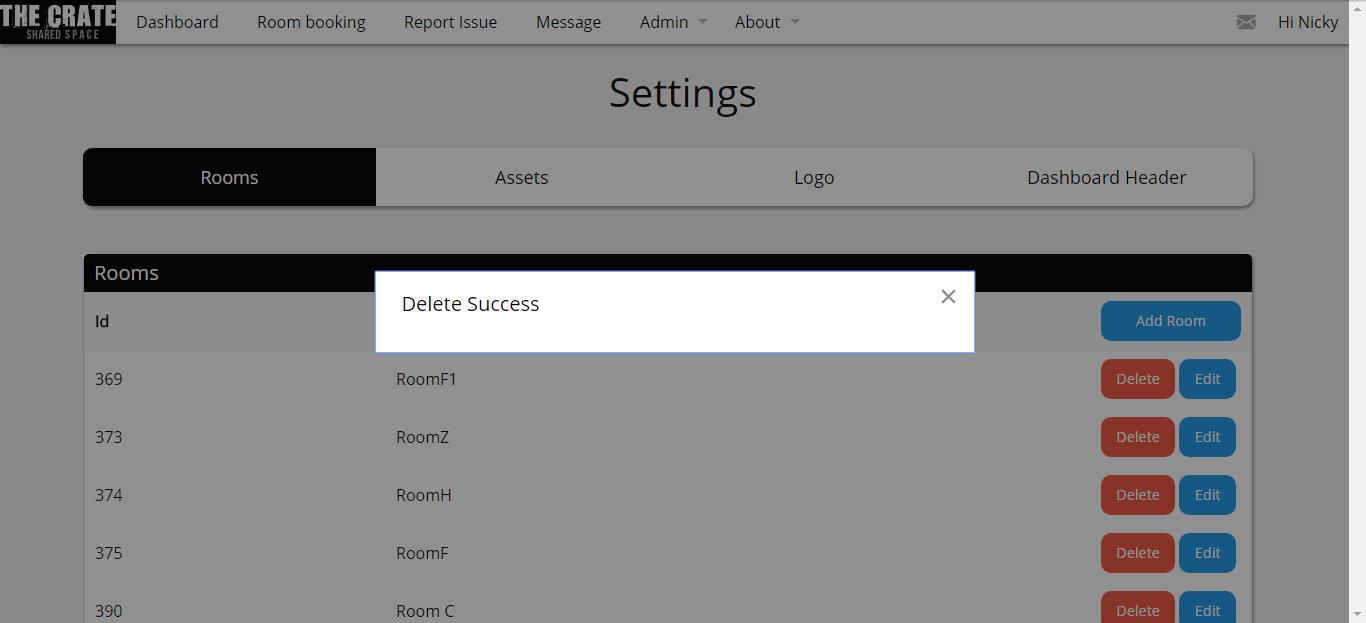 THE CRATE
SHARED SPACE
Dashboard Room booking Report Issue Message Admin About Hi Nicky
Settings
Rooms Assets Logo Dashboard Header
Rooms
Delete Success ×
Id Add Room
369 RoomF1 Delete Edit
373 RoomZ Delete Edit
374 RoomH Delete Edit
375 RoomF Delete Edit
390 Room C Delete Edit